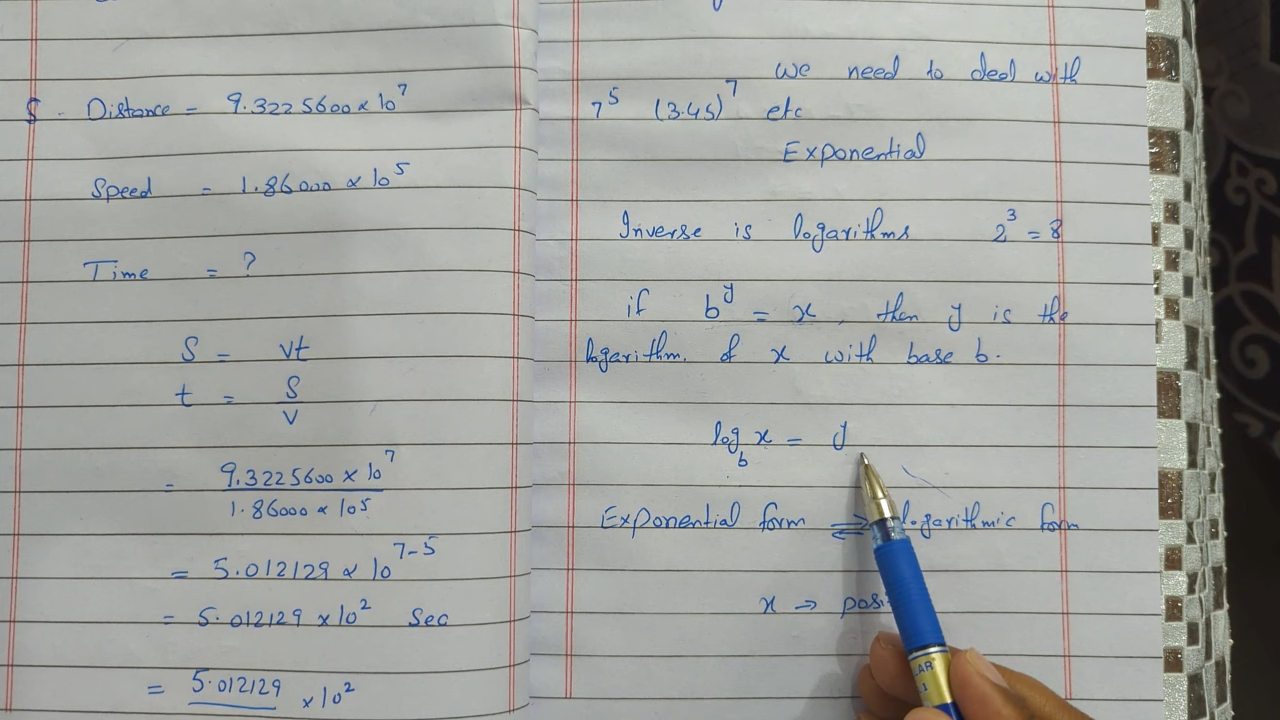 5. Distance = 9.3225600 x 10^7
Speed = 1.86000 x 10^5
Time = ?
S = vt
t = S/v
= 9.3225600 x 10^7 / 1.86000 x 10^5
= 5.012129 x 10^7-5
= 5.012129 x 10^2 Sec
= 5.012129 x 10^2
we need to deal with
7^5 (3.45)^7 etc
Exponential
Inverse is logarithms 2^3 = 8
if b^y = x, then y is the
logarithm. of x with base b.
log_b x = y
Exponential form ⇌ logarithmic form
x → posi